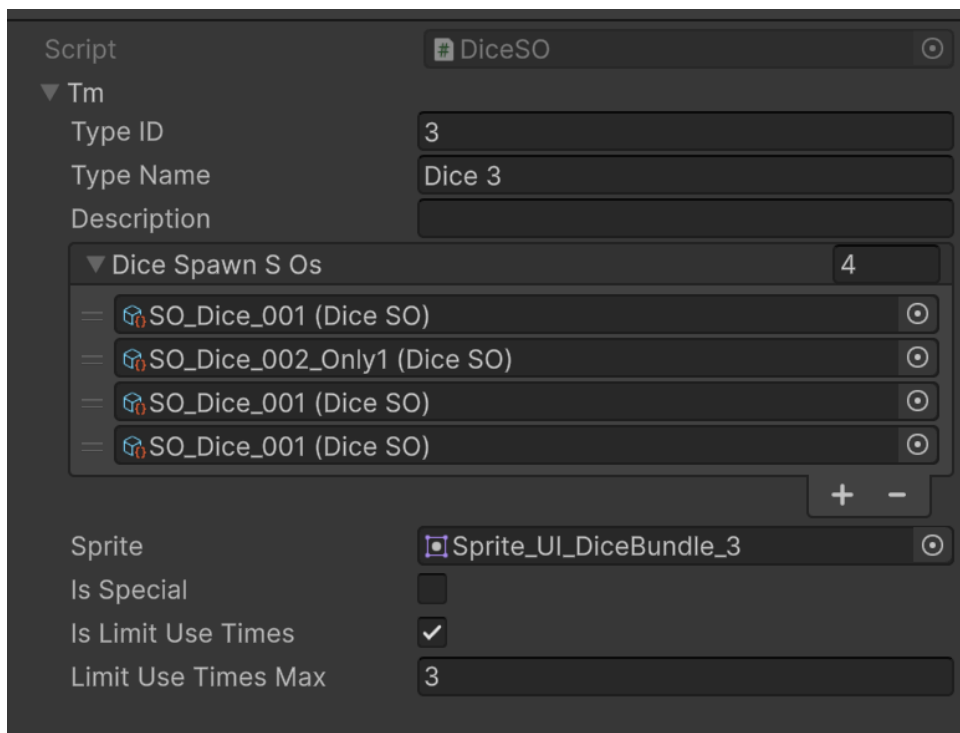 Script # DiceSO
Tm
Type ID 3
Type Name Dice 3
Description
Dice Spawn S Os 4
SO_Dice_001 (Dice SO)
SO_Dice_002_Only1 (Dice SO)
SO_Dice_001 (Dice SO)
SO_Dice_001 (Dice SO)
+ −
Sprite Sprite_UI_DiceBundle_3
Is Special
Is Limit Use Times
Limit Use Times Max 3